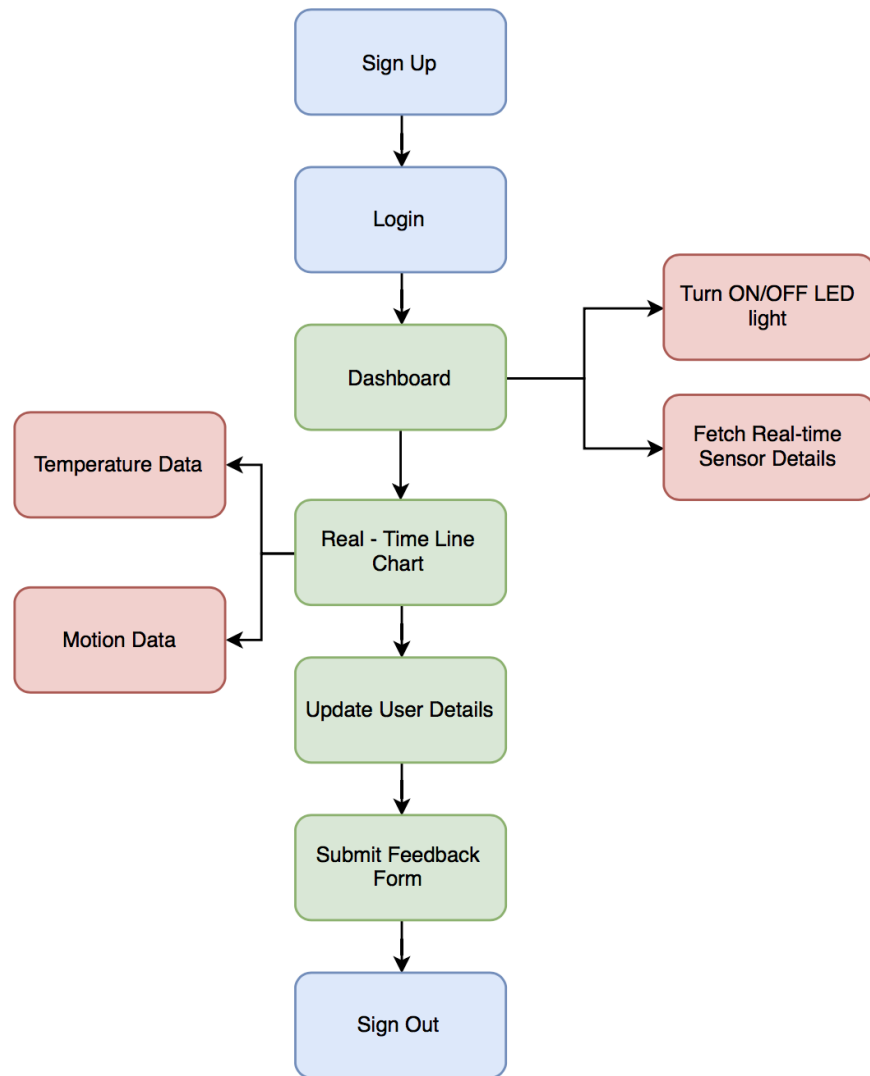 Sign Up
Login
Turn ON/OFF LED
light
Dashboard
Fetch Real-time
Sensor Details
Temperature Data
Real - Time Line
Chart
Motion Data
Update User Details
Submit Feedback
Form
Sign Out